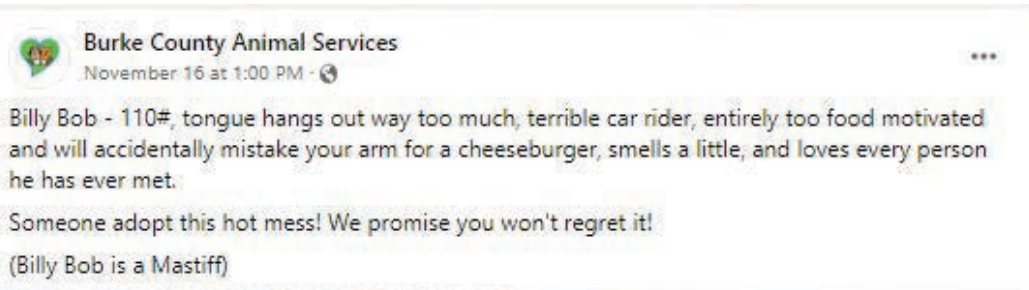 Burke County Animal Services
November 16 at 1:00 PM ·
Billy Bob - 110#, tongue hangs out way too much, terrible car rider, entirely too food motivated
and will accidentally mistake your arm for a cheeseburger, smells a little, and loves every person
he has ever met.
Someone adopt this hot mess! We promise you won't regret it!
(Billy Bob is a Mastiff)